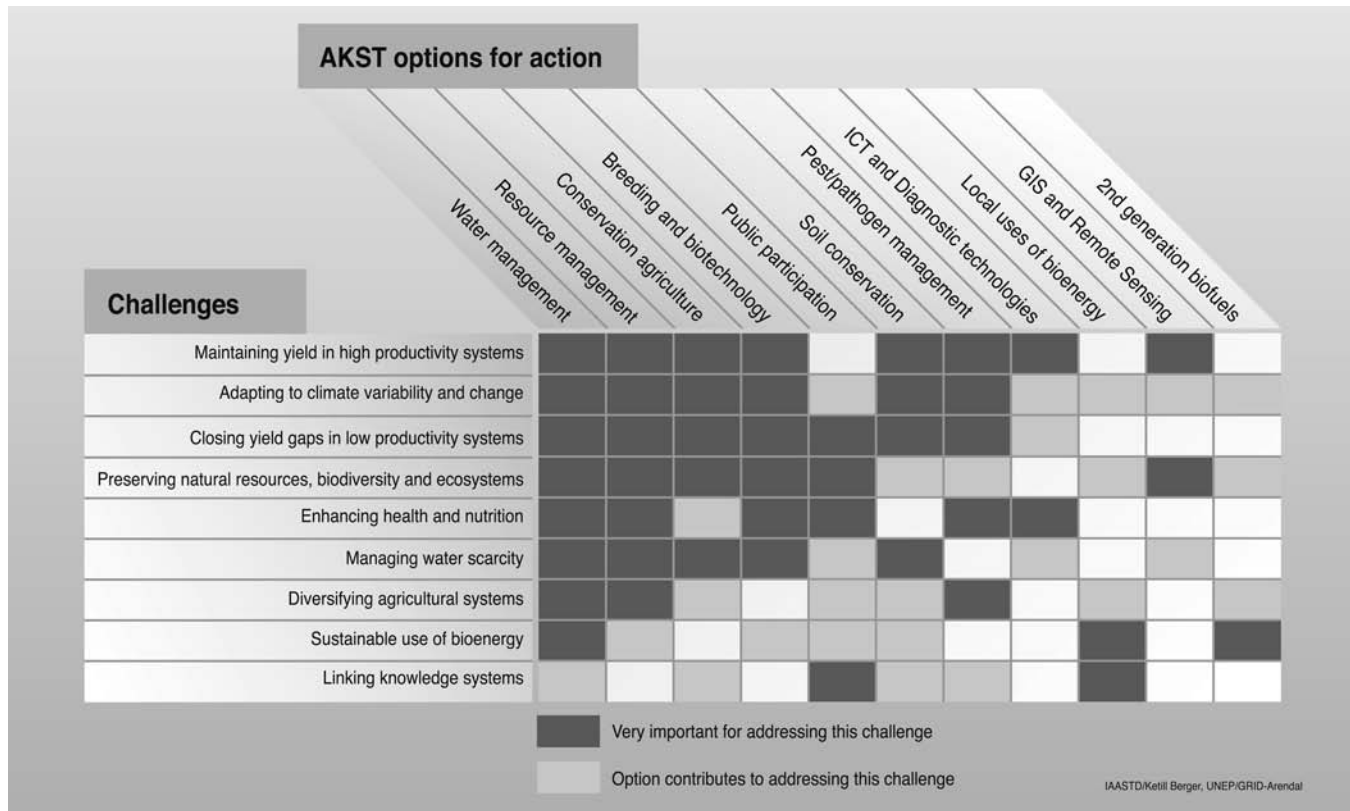 AKST options for action
Water management
Resource management
Conservation agriculture
Breeding and biotechnology
Public participation
Soil conservation
Pest/pathogen management
ICT and Diagnostic technologies
Local uses of bioenergy
GIS and Remote Sensing
2nd generation biofuels
Challenges
Maintaining yield in high productivity systems
Adapting to climate variability and change
Closing yield gaps in low productivity systems
Preserving natural resources, biodiversity and ecosystems
Enhancing health and nutrition
Managing water scarcity
Diversifying agricultural systems
Sustainable use of bioenergy
Linking knowledge systems
Very important for addressing this challenge
Option contributes to addressing this challenge
IAASTD/Ketill Berger, UNEP/GRID-Arendal